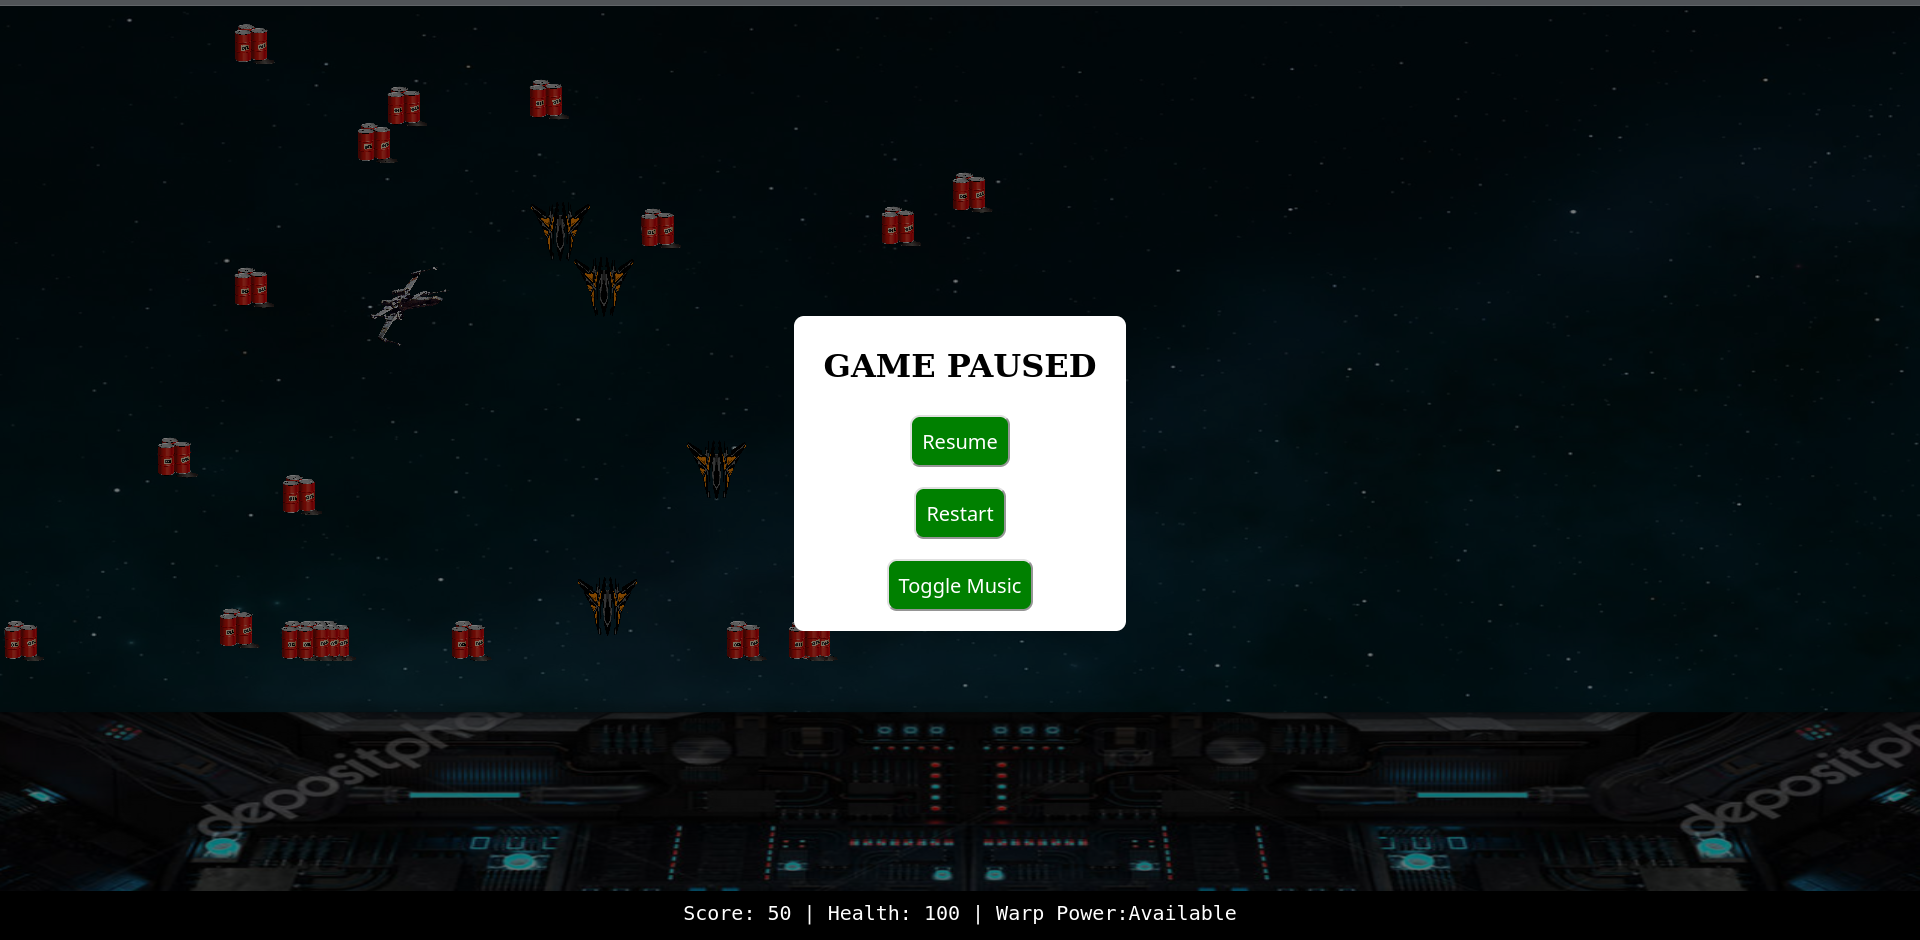 GAME PAUSED
Resume
Restart
Toggle Music
Score: 50 | Health: 100 | Warp Power:Available